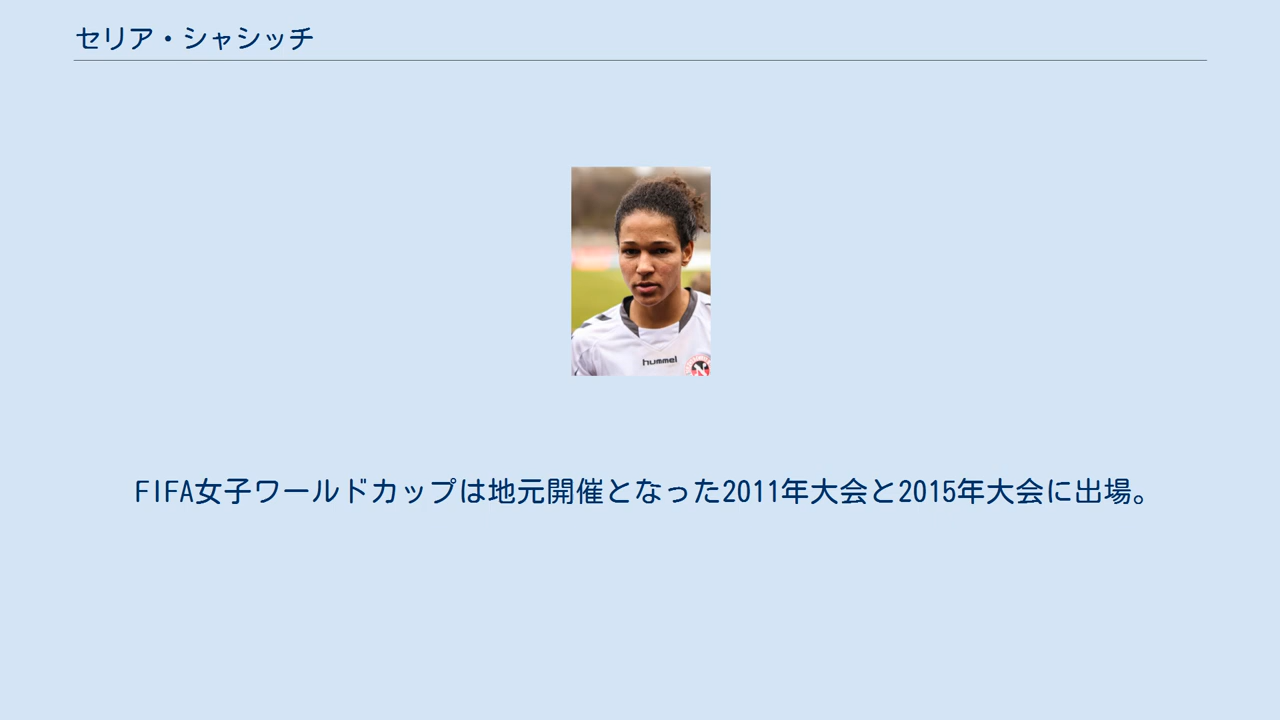 セリア・シャシッチ
hummel
FIFA女子ワールドカップは地元開催となった2011年大会と2015年大会に出場。